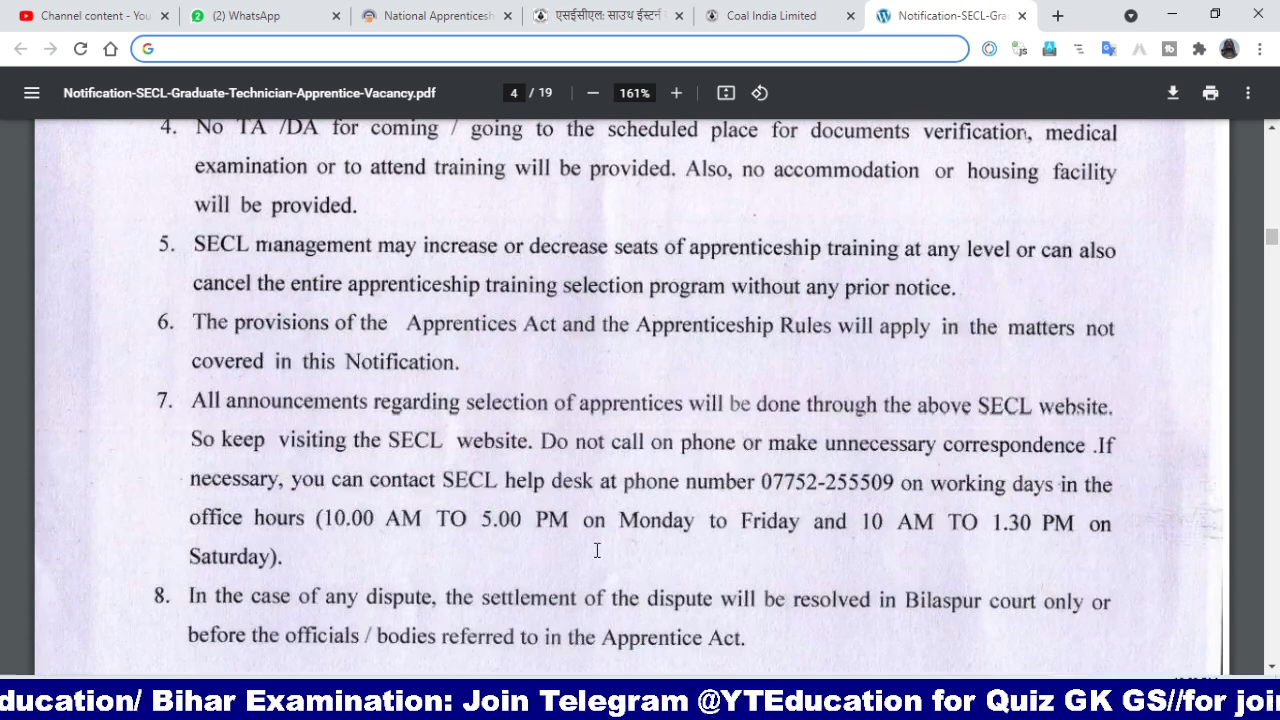 Channel content - You
(2) WhatsApp
National Apprenticesh
एसईसीएल: साउथ ईस्टर्न
Coal India Limited
Notification-SECL-Gra
Notification-SECL-Graduate-Technician-Apprentice-Vacancy.pdf
4 / 19
161%
4. No TA /DA for coming / going to the scheduled place for documents verification, medical
examination or to attend training will be provided. Also, no accommodation or housing facility
will be provided.
5. SECL management may increase or decrease seats of apprenticeship training at any level or can also
cancel the entire apprenticeship training selection program without any prior notice.
6. The provisions of the Apprentices Act and the Apprenticeship Rules will apply in the matters not
covered in this Notification.
7. All announcements regarding selection of apprentices will be done through the above SECL website.
So keep visiting the SECL website. Do not call on phone or make unnecessary correspondence .If
necessary, you can contact SECL help desk at phone number 07752-255509 on working days in the
office hours (10.00 AM TO 5.00 PM on Monday to Friday and 10 AM TO 1.30 PM on
Saturday).
8. In the case of any dispute, the settlement of the dispute will be resolved in Bilaspur court only or
before the officials / bodies referred to in the Apprentice Act.
ducation/ Bihar Examination: Join Telegram @YTEducation for Quiz GK GS//for joi